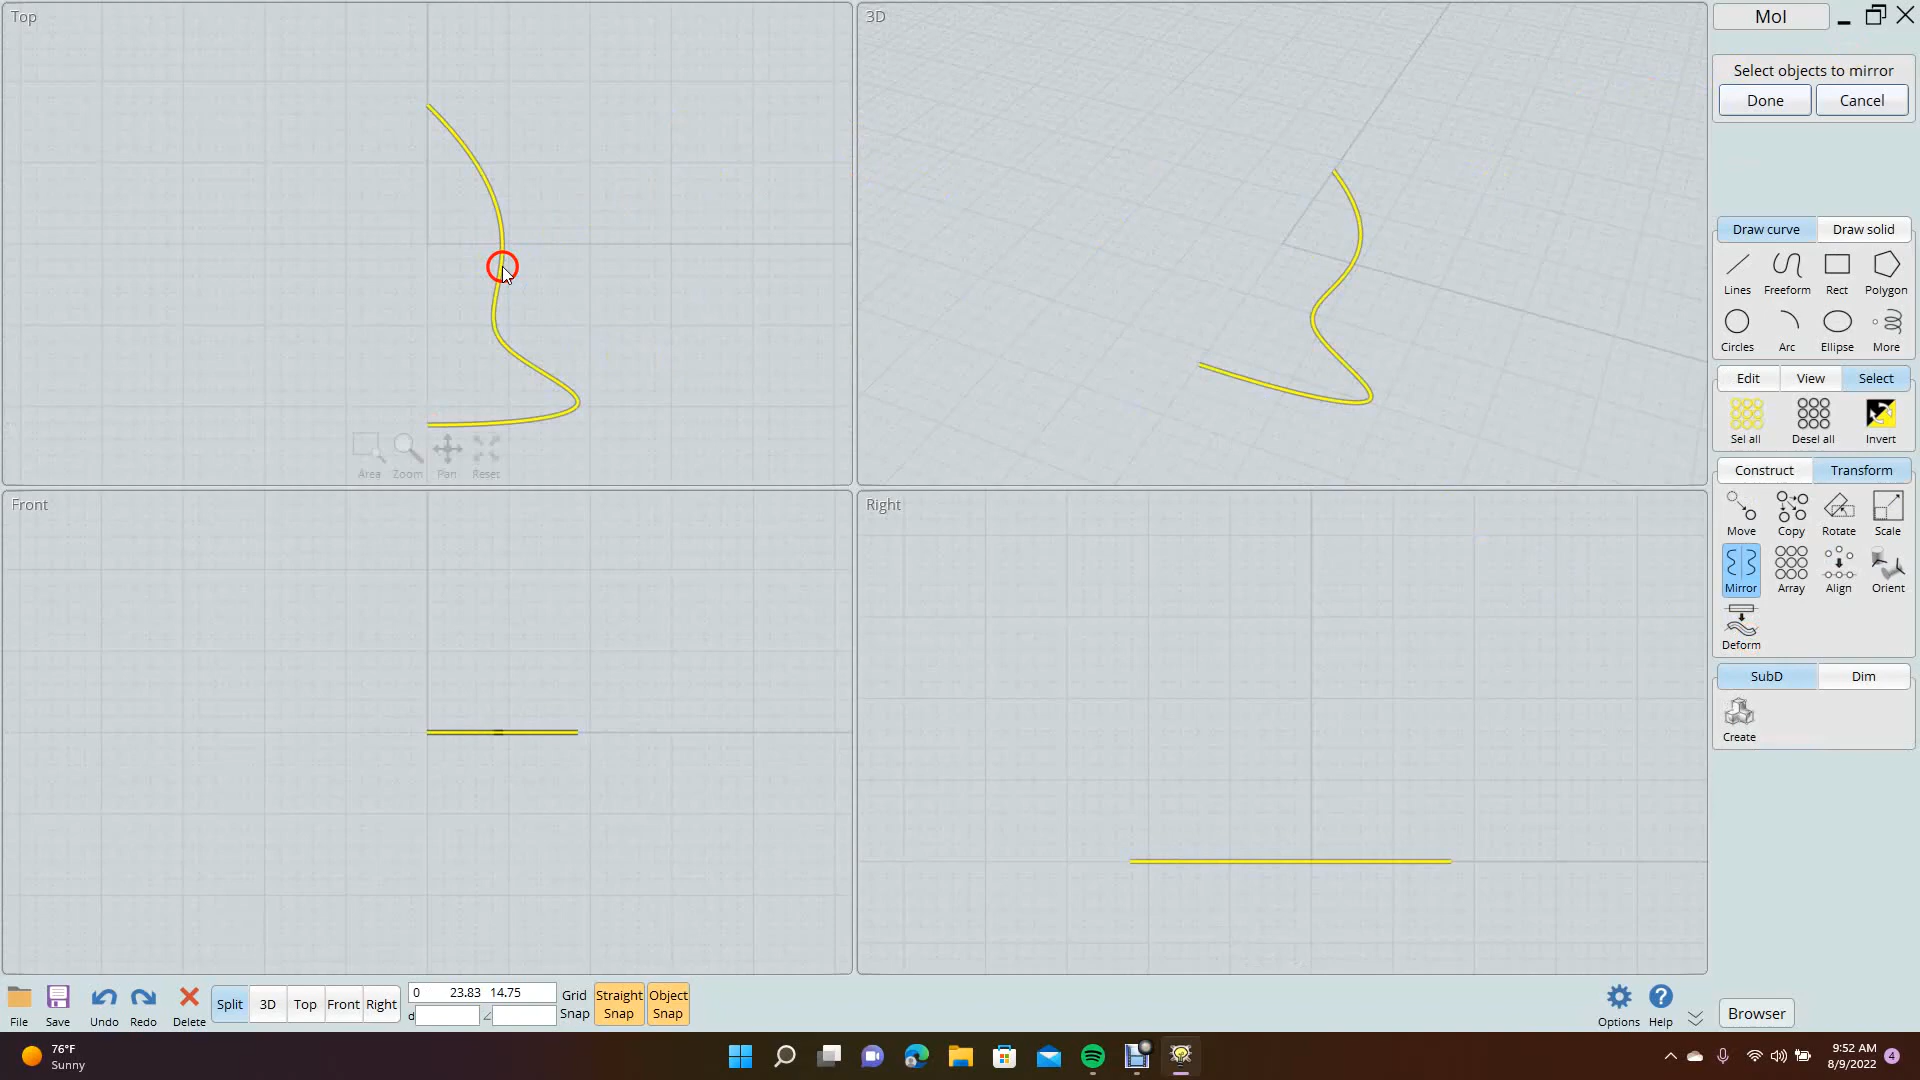 Top
3D
MoI
Select objects to mirror
Done Cancel
Draw curve Draw solid
Lines Freeform Rect Polygon
Circles Arc Ellipse More
Edit View Select
Sel all Desel all Invert
Area Zoom Pan Reset
Construct Transform
Front
Right
Move Copy Rotate Scale
Mirror Array Align Orient
Deform
SubD Dim
Create
File Save Undo Redo Delete
Split 3D Top Front Right
0 23.83 14.75
d ∠
Grid
Snap
Straight
Snap
Object
Snap
Options Help
Browser
76°F
Sunny
9:52 AM
8/9/2022
4